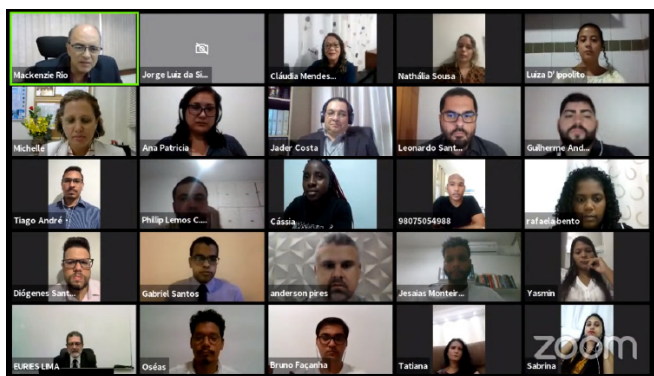 Mackenzie Rio
Jorge Luiz da Si...
Cláudia Mendes...
Nathália Sousa
Luiza D'Ippolito
Michelle
Ana Patricia
Jader Costa
Leonardo Sant...
Guilherme And...
Tiago André
Philip Lemos C...
Cássia
98075054988
rafaela bento
Diógenes Sant...
Gabriel Santos
anderson pires
Jesaias Monteir...
Yasmin
EURIES LIMA
Oséas
Bruno Façanha
Tatiana
Sabrina
zoom